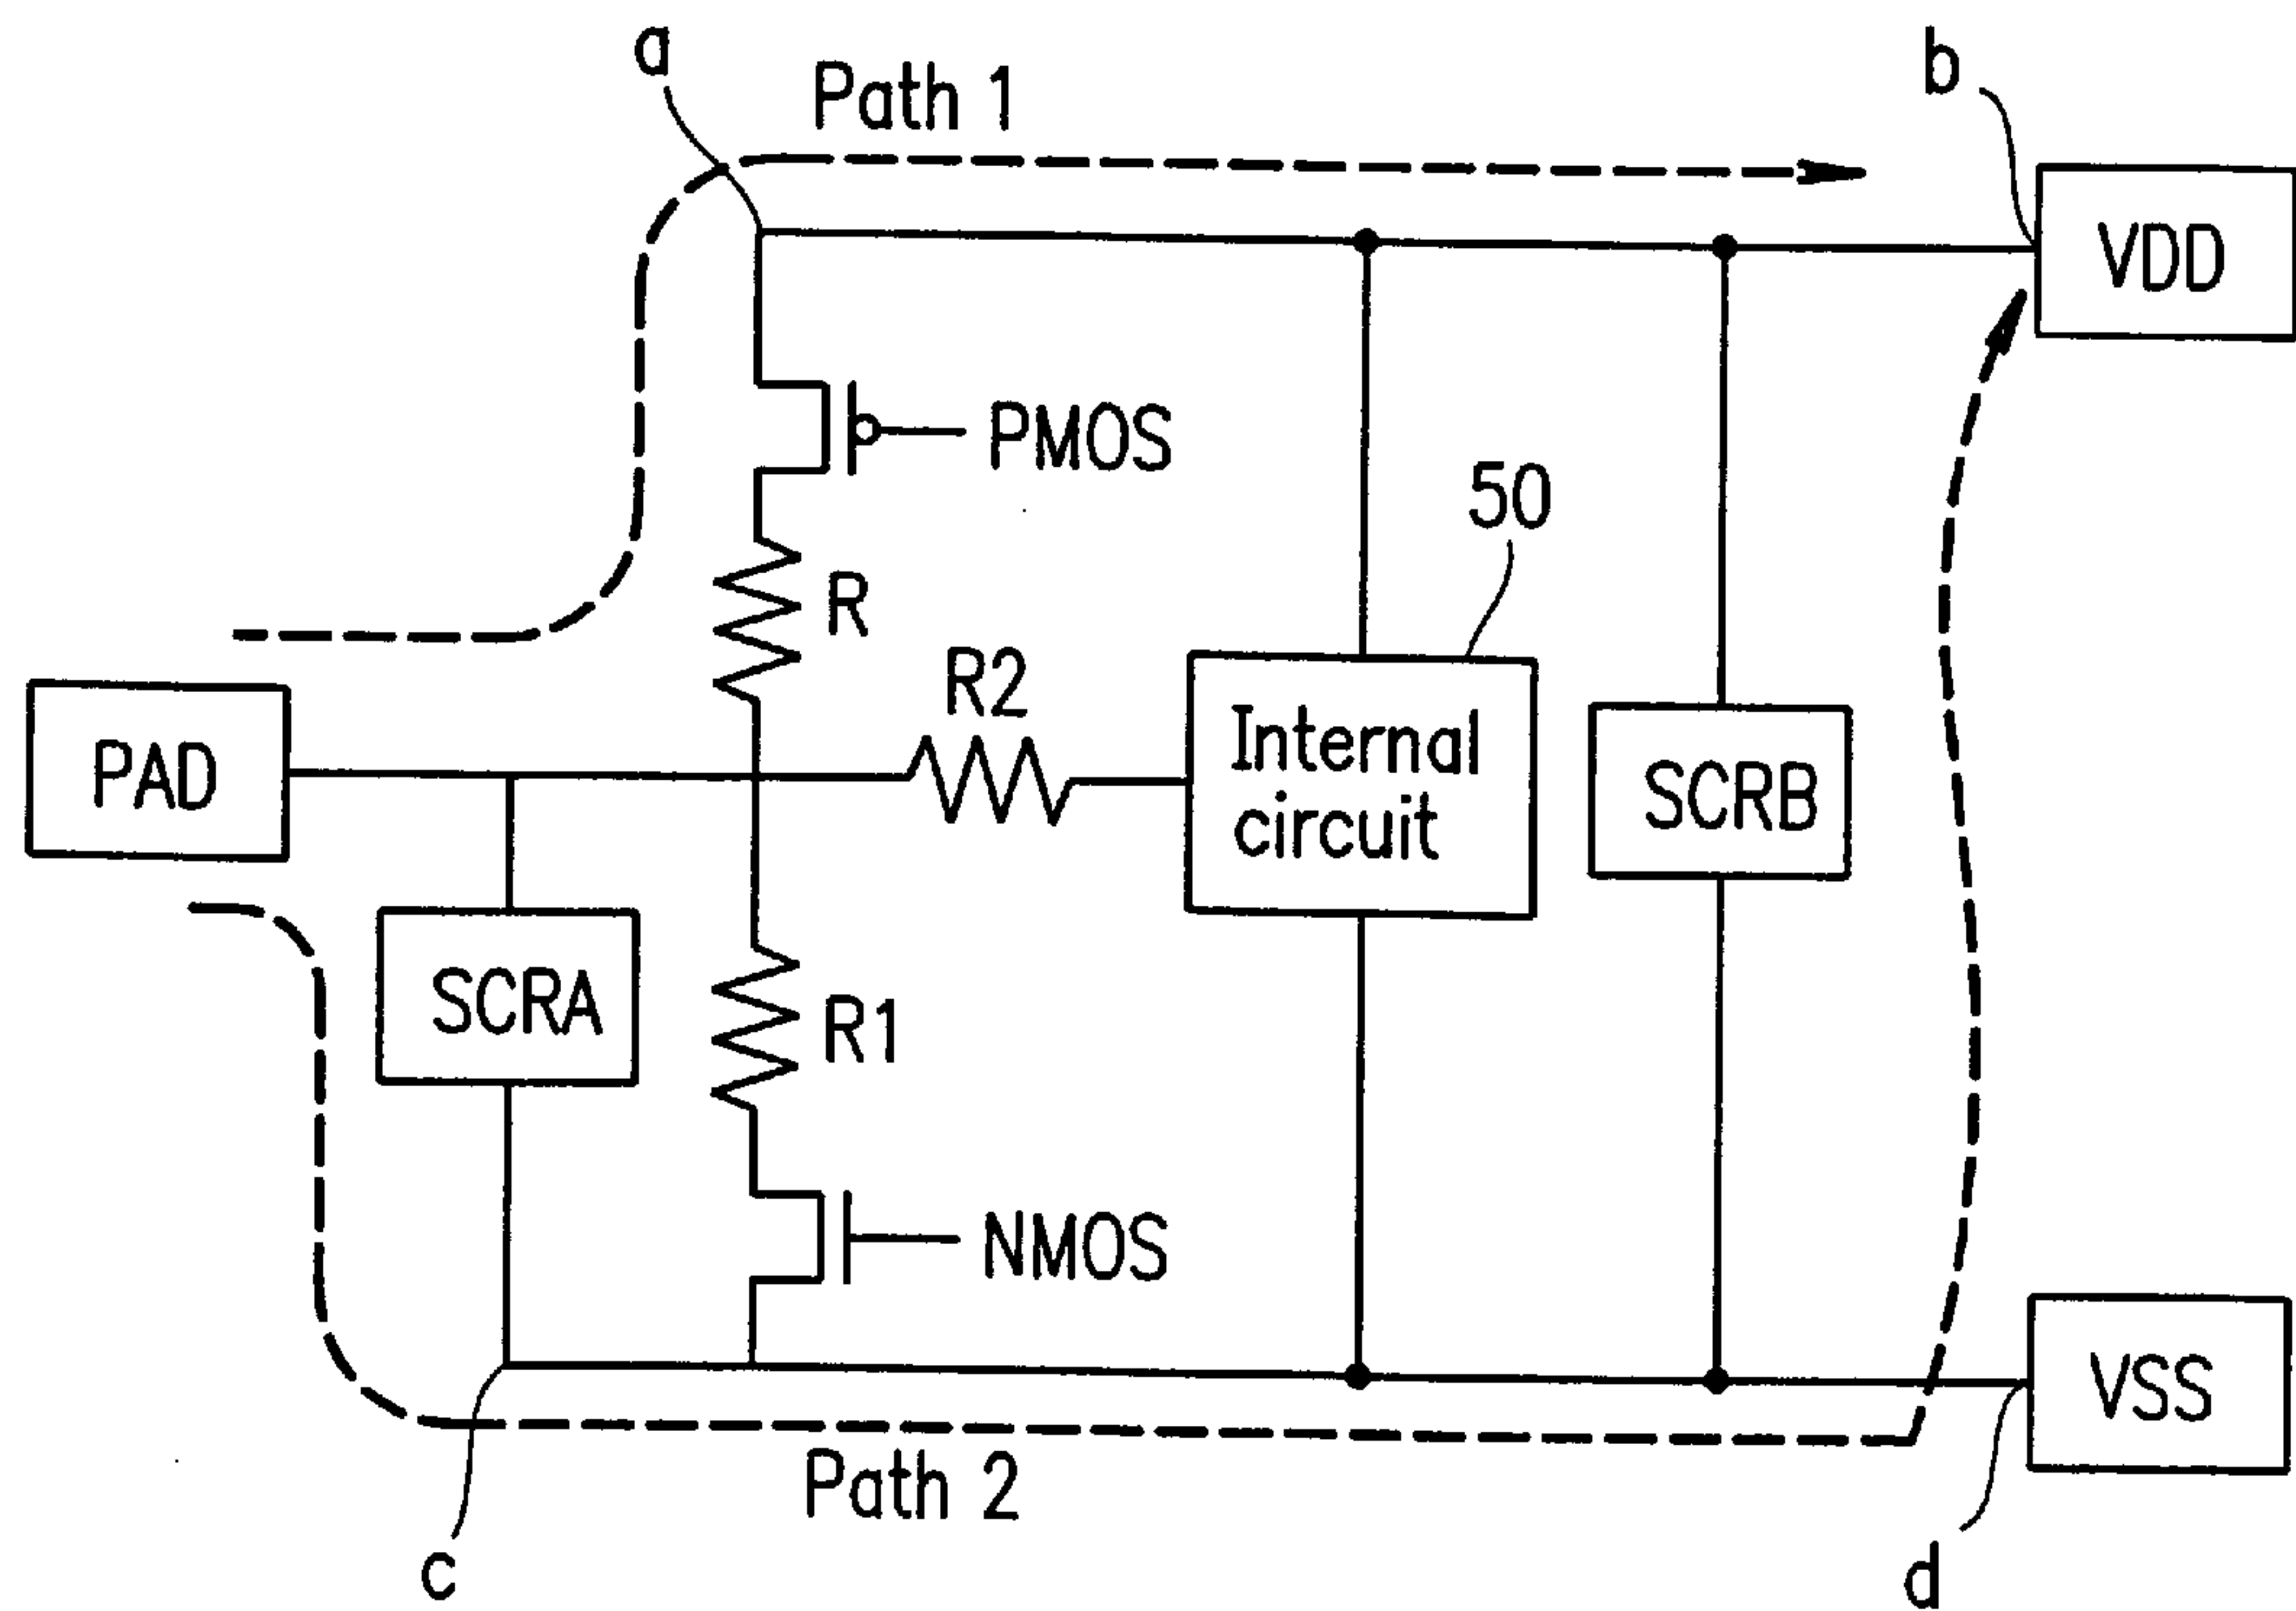 a
b
Path 1
VDD
PMOS
50
R
R2
PAD
Internal
circuit
SCRB
SCRA
R1
NMOS
VSS
Path 2
c
d